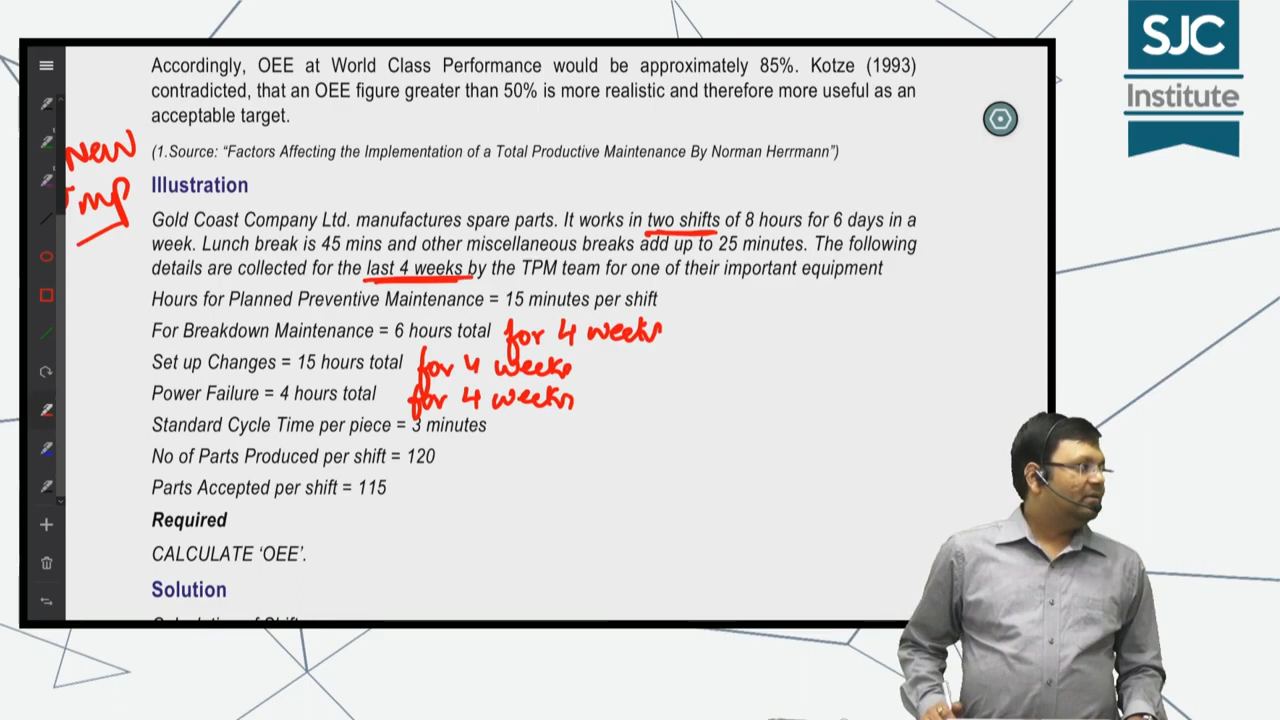 SJC
Institute
Accordingly, OEE at World Class Performance would be approximately 85%. Kotze (1993)
contradicted, that an OEE figure greater than 50% is more realistic and therefore more useful as an
acceptable target.
(1.Source: “Factors Affecting the Implementation of a Total Productive Maintenance By Norman Herrmann”)
New
Imp
Illustration
Gold Coast Company Ltd. manufactures spare parts. It works in two shifts of 8 hours for 6 days in a
week. Lunch break is 45 mins and other miscellaneous breaks add up to 25 minutes. The following
details are collected for the last 4 weeks by the TPM team for one of their important equipment
Hours for Planned Preventive Maintenance = 15 minutes per shift
For Breakdown Maintenance = 6 hours total for 4 weeks
Set up Changes = 15 hours total for 4 weeks
Power Failure = 4 hours total for 4 weeks
Standard Cycle Time per piece = 3 minutes
No of Parts Produced per shift = 120
Parts Accepted per shift = 115
Required
CALCULATE ‘OEE’.
Solution